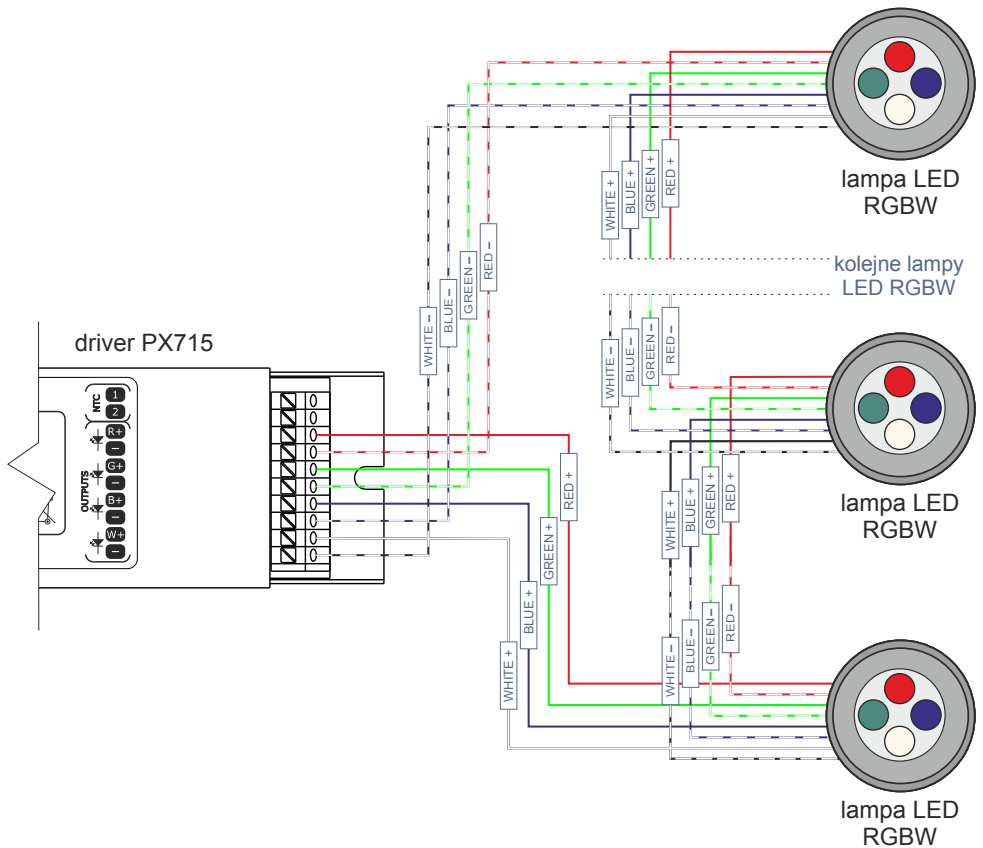 lampa LED
RGBW
WHITE +
BLUE +
GREEN +
RED +
kolejne lampy
LED RGBW
WHITE –
BLUE –
GREEN –
RED –
WHITE –
BLUE –
GREEN –
RED –
driver PX715
NTC
1
2
OUTPUTS
R+
–
G+
–
B+
–
W+
–
lampa LED
RGBW
RED +
GREEN +
BLUE +
WHITE +
WHITE +
BLUE +
GREEN +
RED +
WHITE –
BLUE –
GREEN –
RED –
lampa LED
RGBW